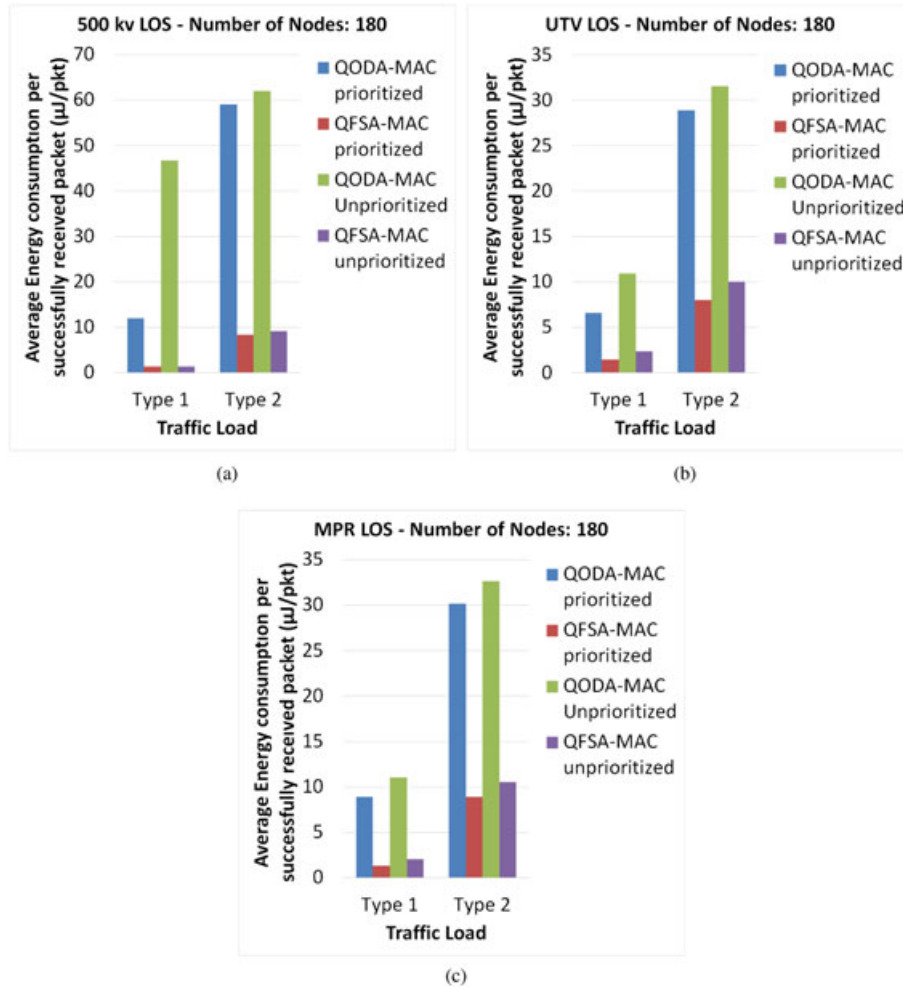 500 kv LOS - Number of Nodes: 180
Average Energy consumption per
successfully received packet (µJ/pkt)
70
60
50
40
30
20
10
0
Type 1
Type 2
Traffic Load
QODA-MAC
prioritized
QFSA-MAC
prioritized
QODA-MAC
Unprioritized
QFSA-MAC
unprioritized
(a)
UTV LOS - Number of Nodes: 180
Average Energy consumption per
successfully received packet (µJ/pkt)
35
30
25
20
15
10
5
0
Type 1
Type 2
Traffic Load
QODA-MAC
prioritized
QFSA-MAC
prioritized
QODA-MAC
Unprioritized
QFSA-MAC
unprioritized
(b)
MPR LOS - Number of Nodes: 180
Average Energy consumption per
successfully received packet (µJ/pkt)
35
30
25
20
15
10
5
0
Type 1
Type 2
Traffic Load
QODA-MAC
prioritized
QFSA-MAC
prioritized
QODA-MAC
Unprioritized
QFSA-MAC
unprioritized
(c)